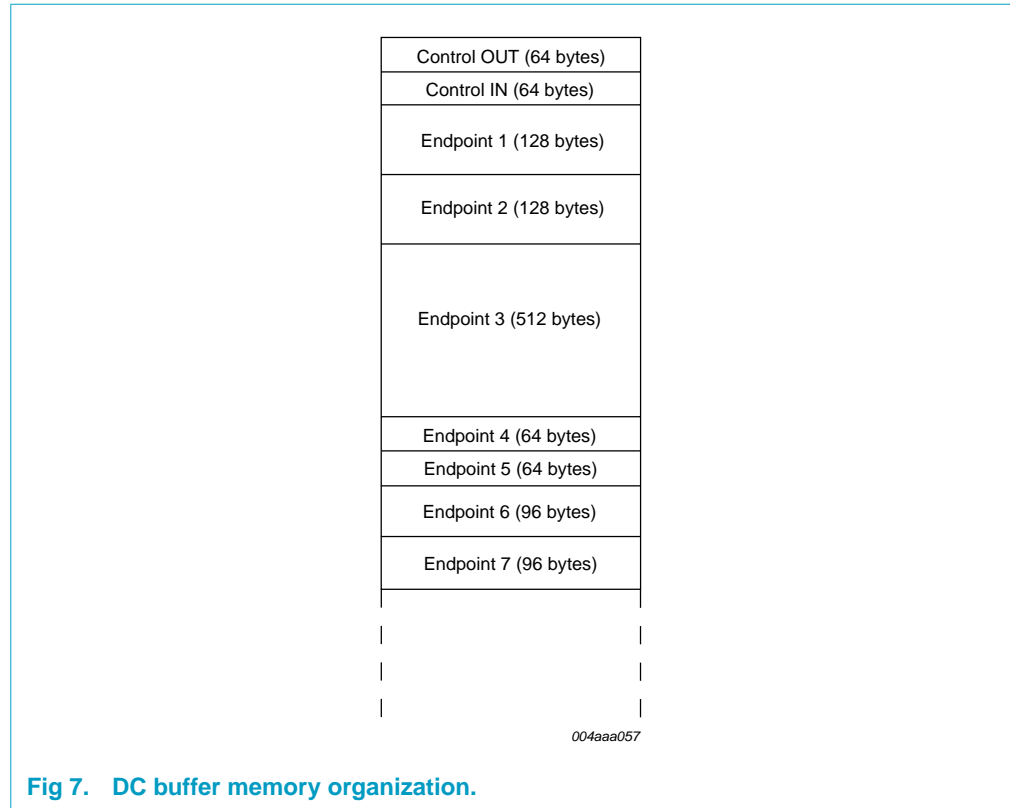 Control OUT (64 bytes)
Control IN (64 bytes)
Endpoint 1 (128 bytes)
Endpoint 2 (128 bytes)
Endpoint 3 (512 bytes)
Endpoint 4 (64 bytes)
Endpoint 5 (64 bytes)
Endpoint 6 (96 bytes)
Endpoint 7 (96 bytes)
004aaa057
Fig 7. DC buffer memory organization.